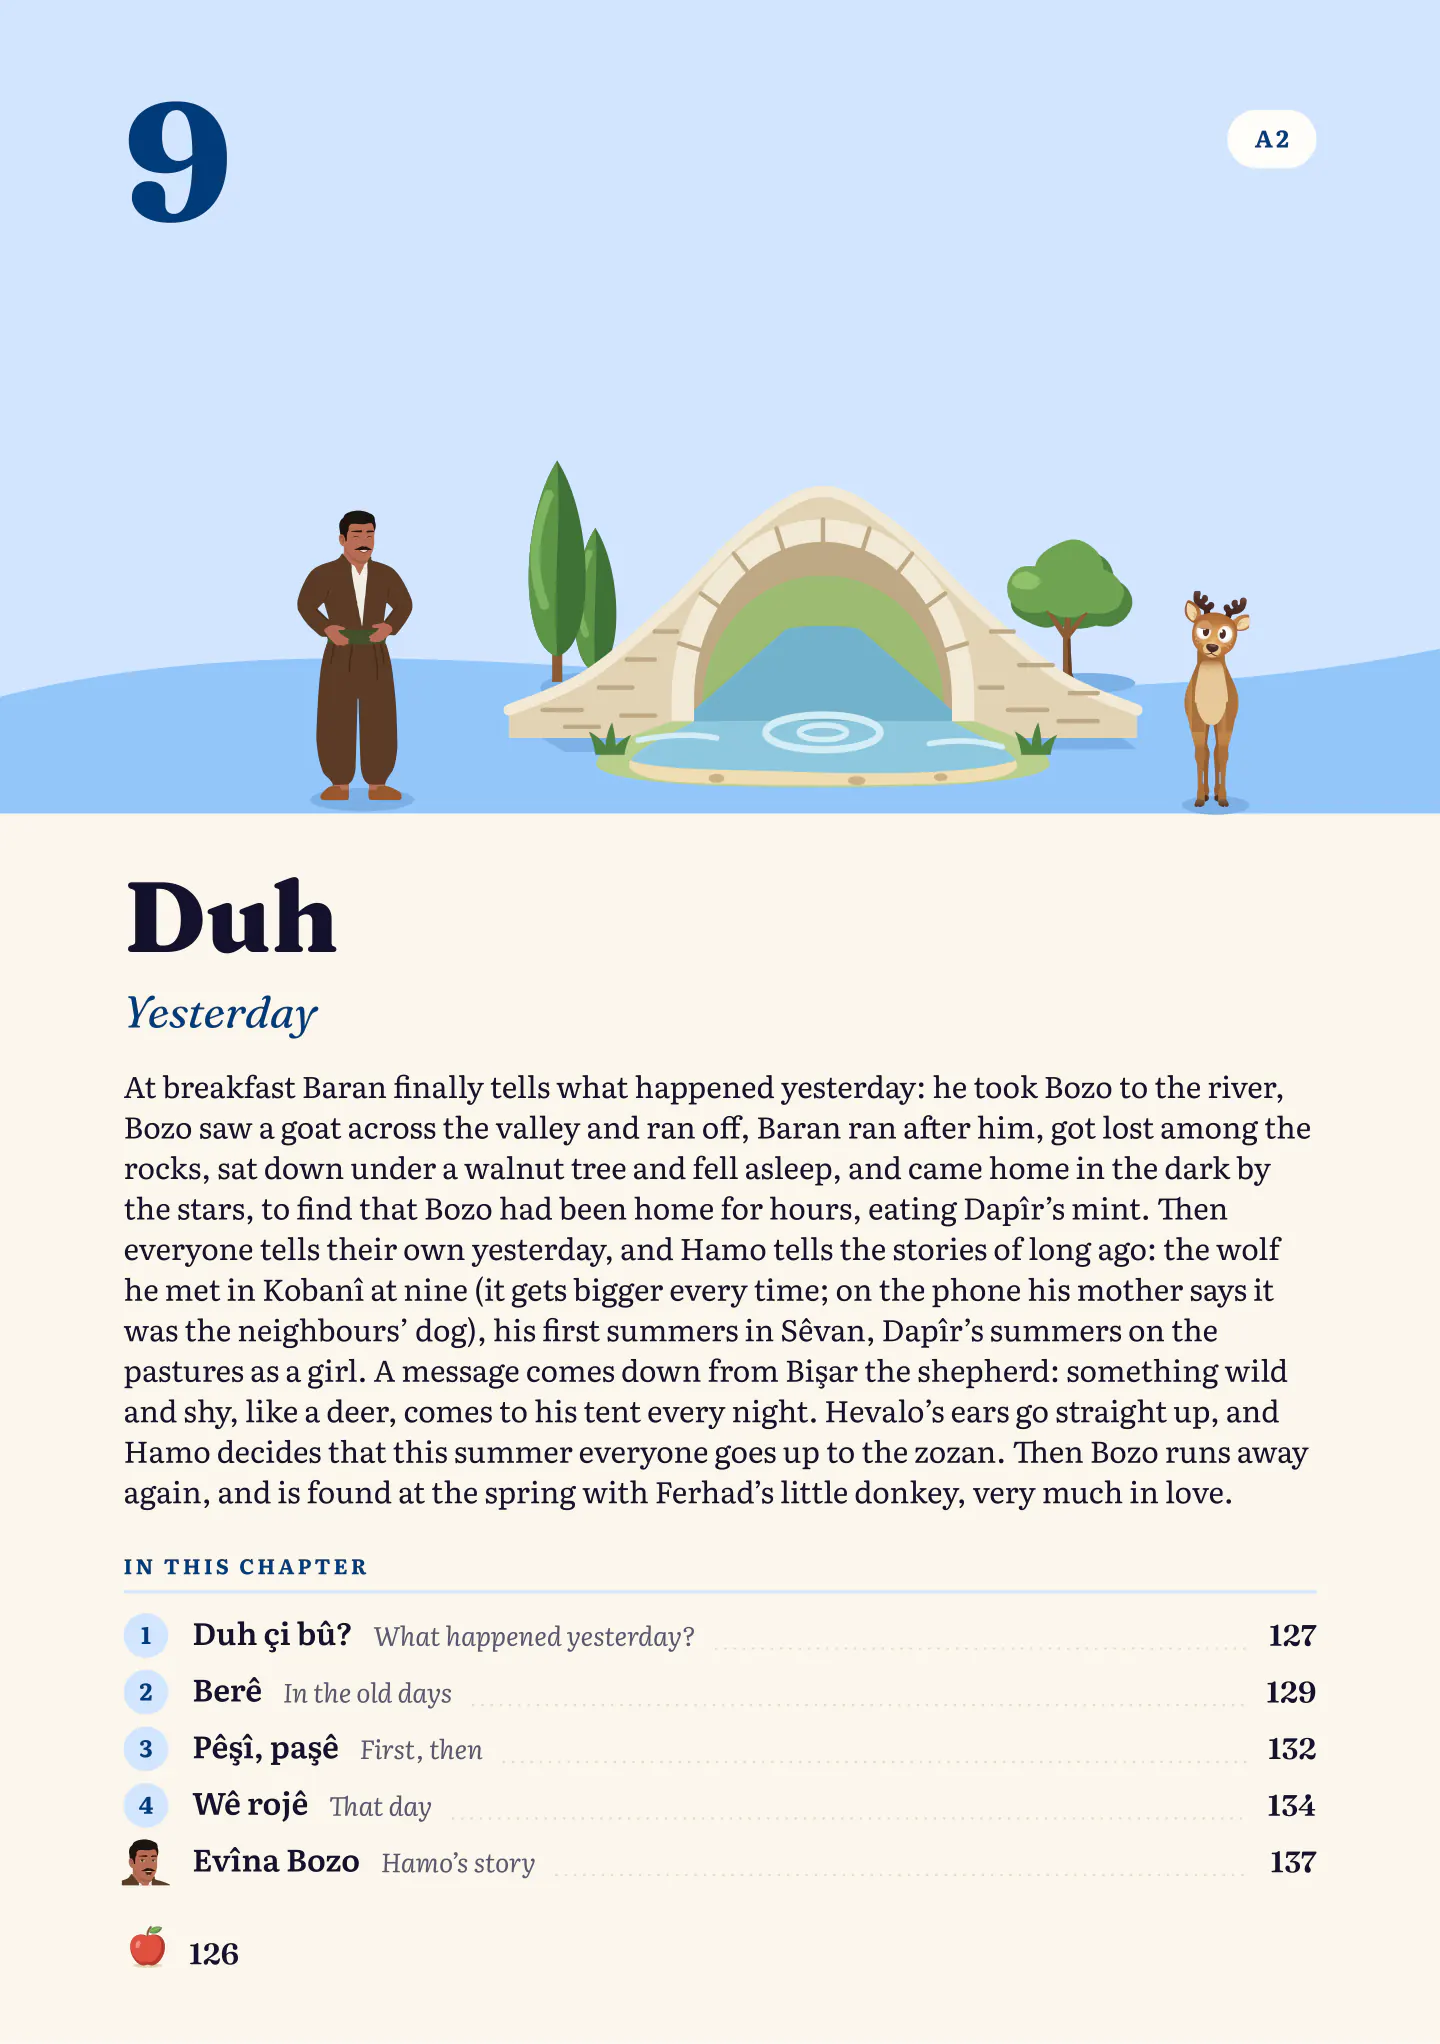 9
A2
Duh
Yesterday
At breakfast Baran finally tells what happened yesterday: he took Bozo to the river,
Bozo saw a goat across the valley and ran off, Baran ran after him, got lost among the
rocks, sat down under a walnut tree and fell asleep, and came home in the dark by
the stars, to find that Bozo had been home for hours, eating Dapîr’s mint. Then
everyone tells their own yesterday, and Hamo tells the stories of long ago: the wolf
he met in Kobanî at nine (it gets bigger every time; on the phone his mother says it
was the neighbours’ dog), his first summers in Sêvan, Dapîr’s summers on the
pastures as a girl. A message comes down from Bişar the shepherd: something wild
and shy, like a deer, comes to his tent every night. Hevalo’s ears go straight up, and
Hamo decides that this summer everyone goes up to the zozan. Then Bozo runs away
again, and is found at the spring with Ferhad’s little donkey, very much in love.
IN THIS CHAPTER
1 Duh çi bû? What happened yesterday? 127
2 Berê In the old days 129
3 Pêşî, paşê First, then 132
4 Wê rojê That day 134
Evîna Bozo Hamo’s story 137
126